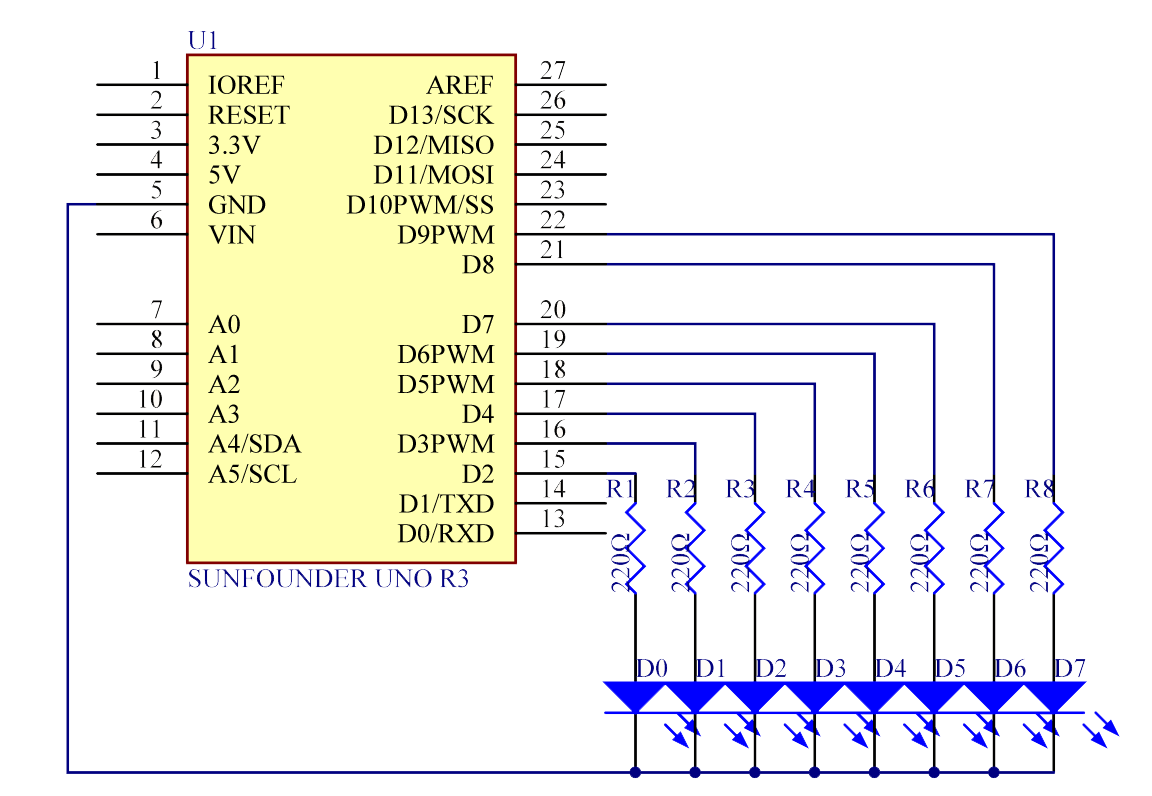 U1
1 IOREF AREF 27
2 RESET D13/SCK 26
3 3.3V D12/MISO 25
4 5V D11/MOSI 24
5 GND D10PWM/SS 23
6 VIN D9PWM 22
D8 21
7 A0 D7 20
8 A1 D6PWM 19
9 A2 D5PWM 18
10 A3 D4 17
11 A4/SDA D3PWM 16
12 A5/SCL D2 15
D1/TXD 14
D0/RXD 13
SUNFOUNDER UNO R3
R1 R2 R3 R4 R5 R6 R7 R8
220Ω 220Ω 220Ω 220Ω 220Ω 220Ω 220Ω 220Ω
D0 D1 D2 D3 D4 D5 D6 D7